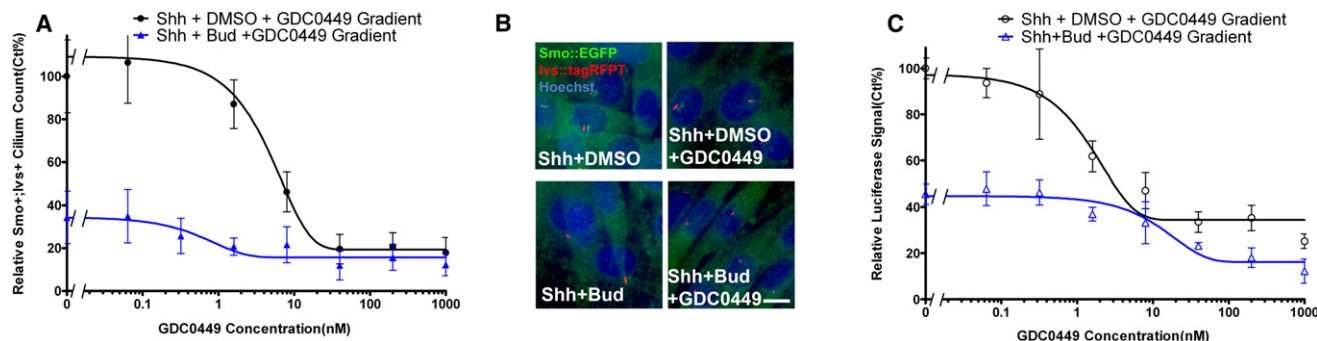 A
Shh + DMSO + GDC0449 Gradient
Shh + Bud +GDC0449 Gradient
Relative Smo+;Ivs+ Cilium Count(Ctl%)
100
80
60
40
20
0
0
0.1
1
10
100
1000
GDC0449 Concentration(nM)
B
Smo::EGFP
Ivs::tagRFPT
Hoechst
Shh+DMSO
Shh+DMSO
+GDC0449
Shh+Bud
Shh+Bud
+GDC0449
C
Shh + DMSO + GDC0449 Gradient
Shh+Bud +GDC0449 Gradient
Relative Luciferase Signal(Ctl%)
100
80
60
40
20
0
0
0.1
1
10
100
1000
GDC0449 Concentration(nM)